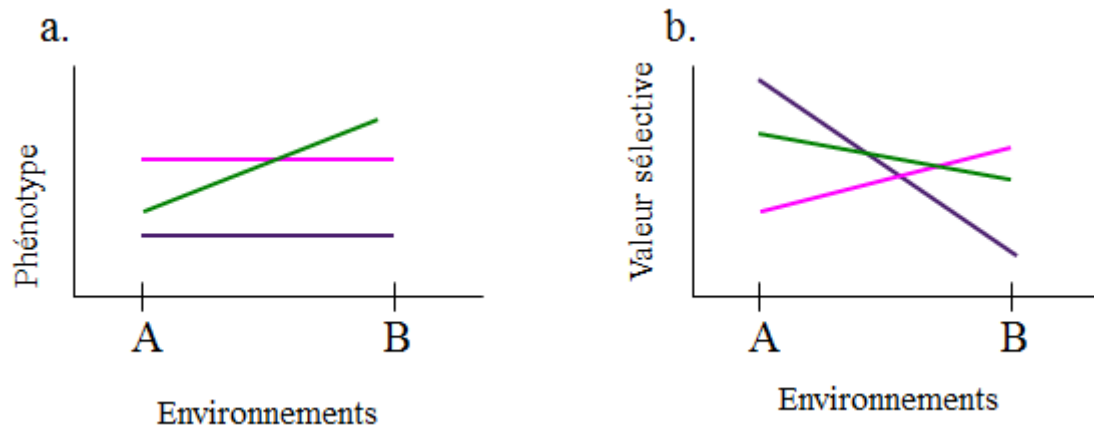 a.
Phénotype
A
B
Environnements
b.
Valeur sélective
A
B
Environnements